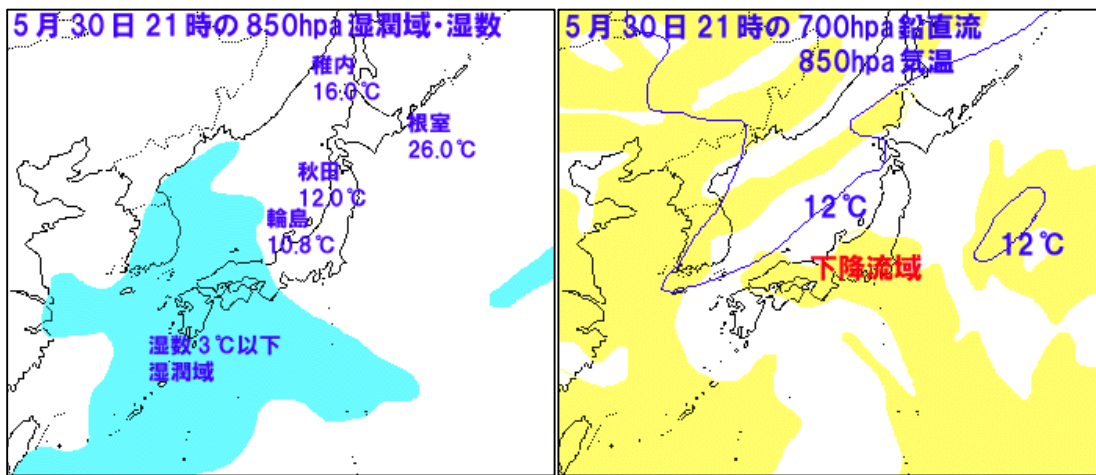 5月30日21時の850hpa湿潤域・湿数
稚内
16.0℃
根室
26.0℃
秋田
12.0℃
輪島
10.8℃
湿数3℃以下
湿潤域
5月30日21時の700hpa鉛直流
850hpa気温
12℃
12℃
下降流域